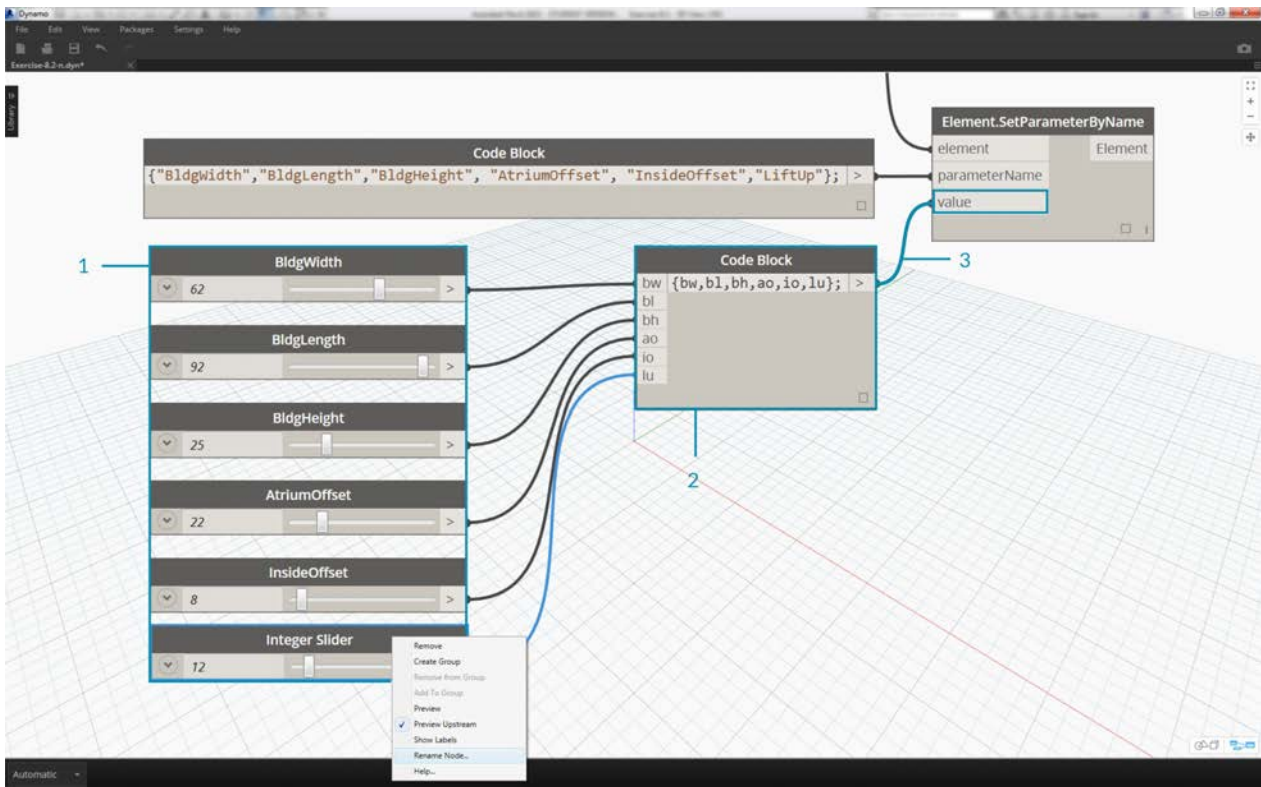 Dynamo
File Edit View Packages Settings Help
Exercise-8.2-n.dyn*
Library
Element.SetParameterByName
element Element
parameterName
value
Code Block
{"BldgWidth","BldgLength","BldgHeight", "AtriumOffset", "InsideOffset","LiftUp"}; >
1
BldgWidth
62 >
BldgLength
92 >
BldgHeight
25 >
AtriumOffset
22 >
InsideOffset
8 >
Integer Slider
12
Code Block
bw {bw,bl,bh,ao,io,lu}; >
bl
bh
ao
io
lu
2
3
Remove
Create Group
Remove from Group
Add To Group
Preview
Preview Upstream
Show Labels
Rename Node...
Help...
Automatic